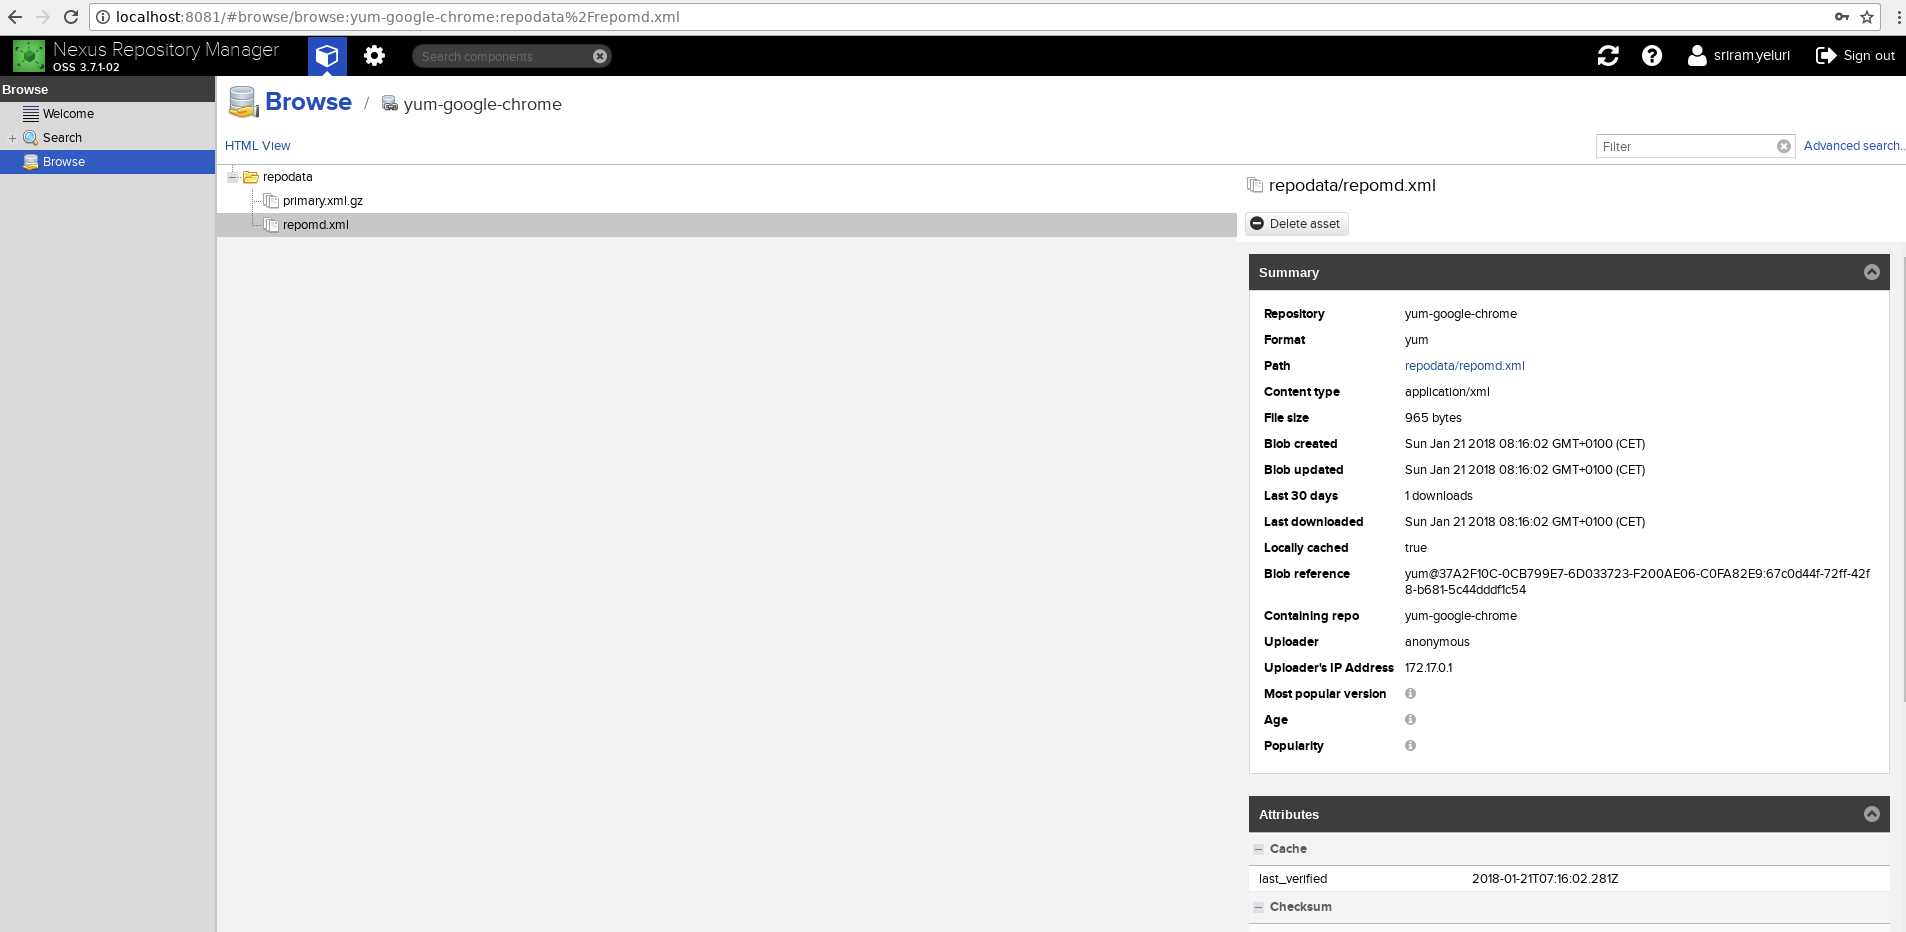 localhost:8081/#browse/browse:yum-google-chrome:repodata%2Frepomd.xml
Nexus Repository Manager
OSS 3.7.1-02
Search components
sriram.yeluri
Sign out
Browse
Welcome
Search
Browse
Browse / yum-google-chrome
HTML View
Filter
Advanced search..
repodata
primary.xml.gz
repomd.xml
repodata/repomd.xml
Delete asset
Summary
Repository yum-google-chrome
Format yum
Path repodata/repomd.xml
Content type application/xml
File size 965 bytes
Blob created Sun Jan 21 2018 08:16:02 GMT+0100 (CET)
Blob updated Sun Jan 21 2018 08:16:02 GMT+0100 (CET)
Last 30 days 1 downloads
Last downloaded Sun Jan 21 2018 08:16:02 GMT+0100 (CET)
Locally cached true
Blob reference yum@37A2F10C-0CB799E7-6D033723-F200AE06-C0FA82E9:67c0d44f-72ff-42f
8-b681-5c44dddf1c54
Containing repo yum-google-chrome
Uploader anonymous
Uploader's IP Address 172.17.0.1
Most popular version
Age
Popularity
Attributes
Cache
last_verified 2018-01-21T07:16:02.281Z
Checksum